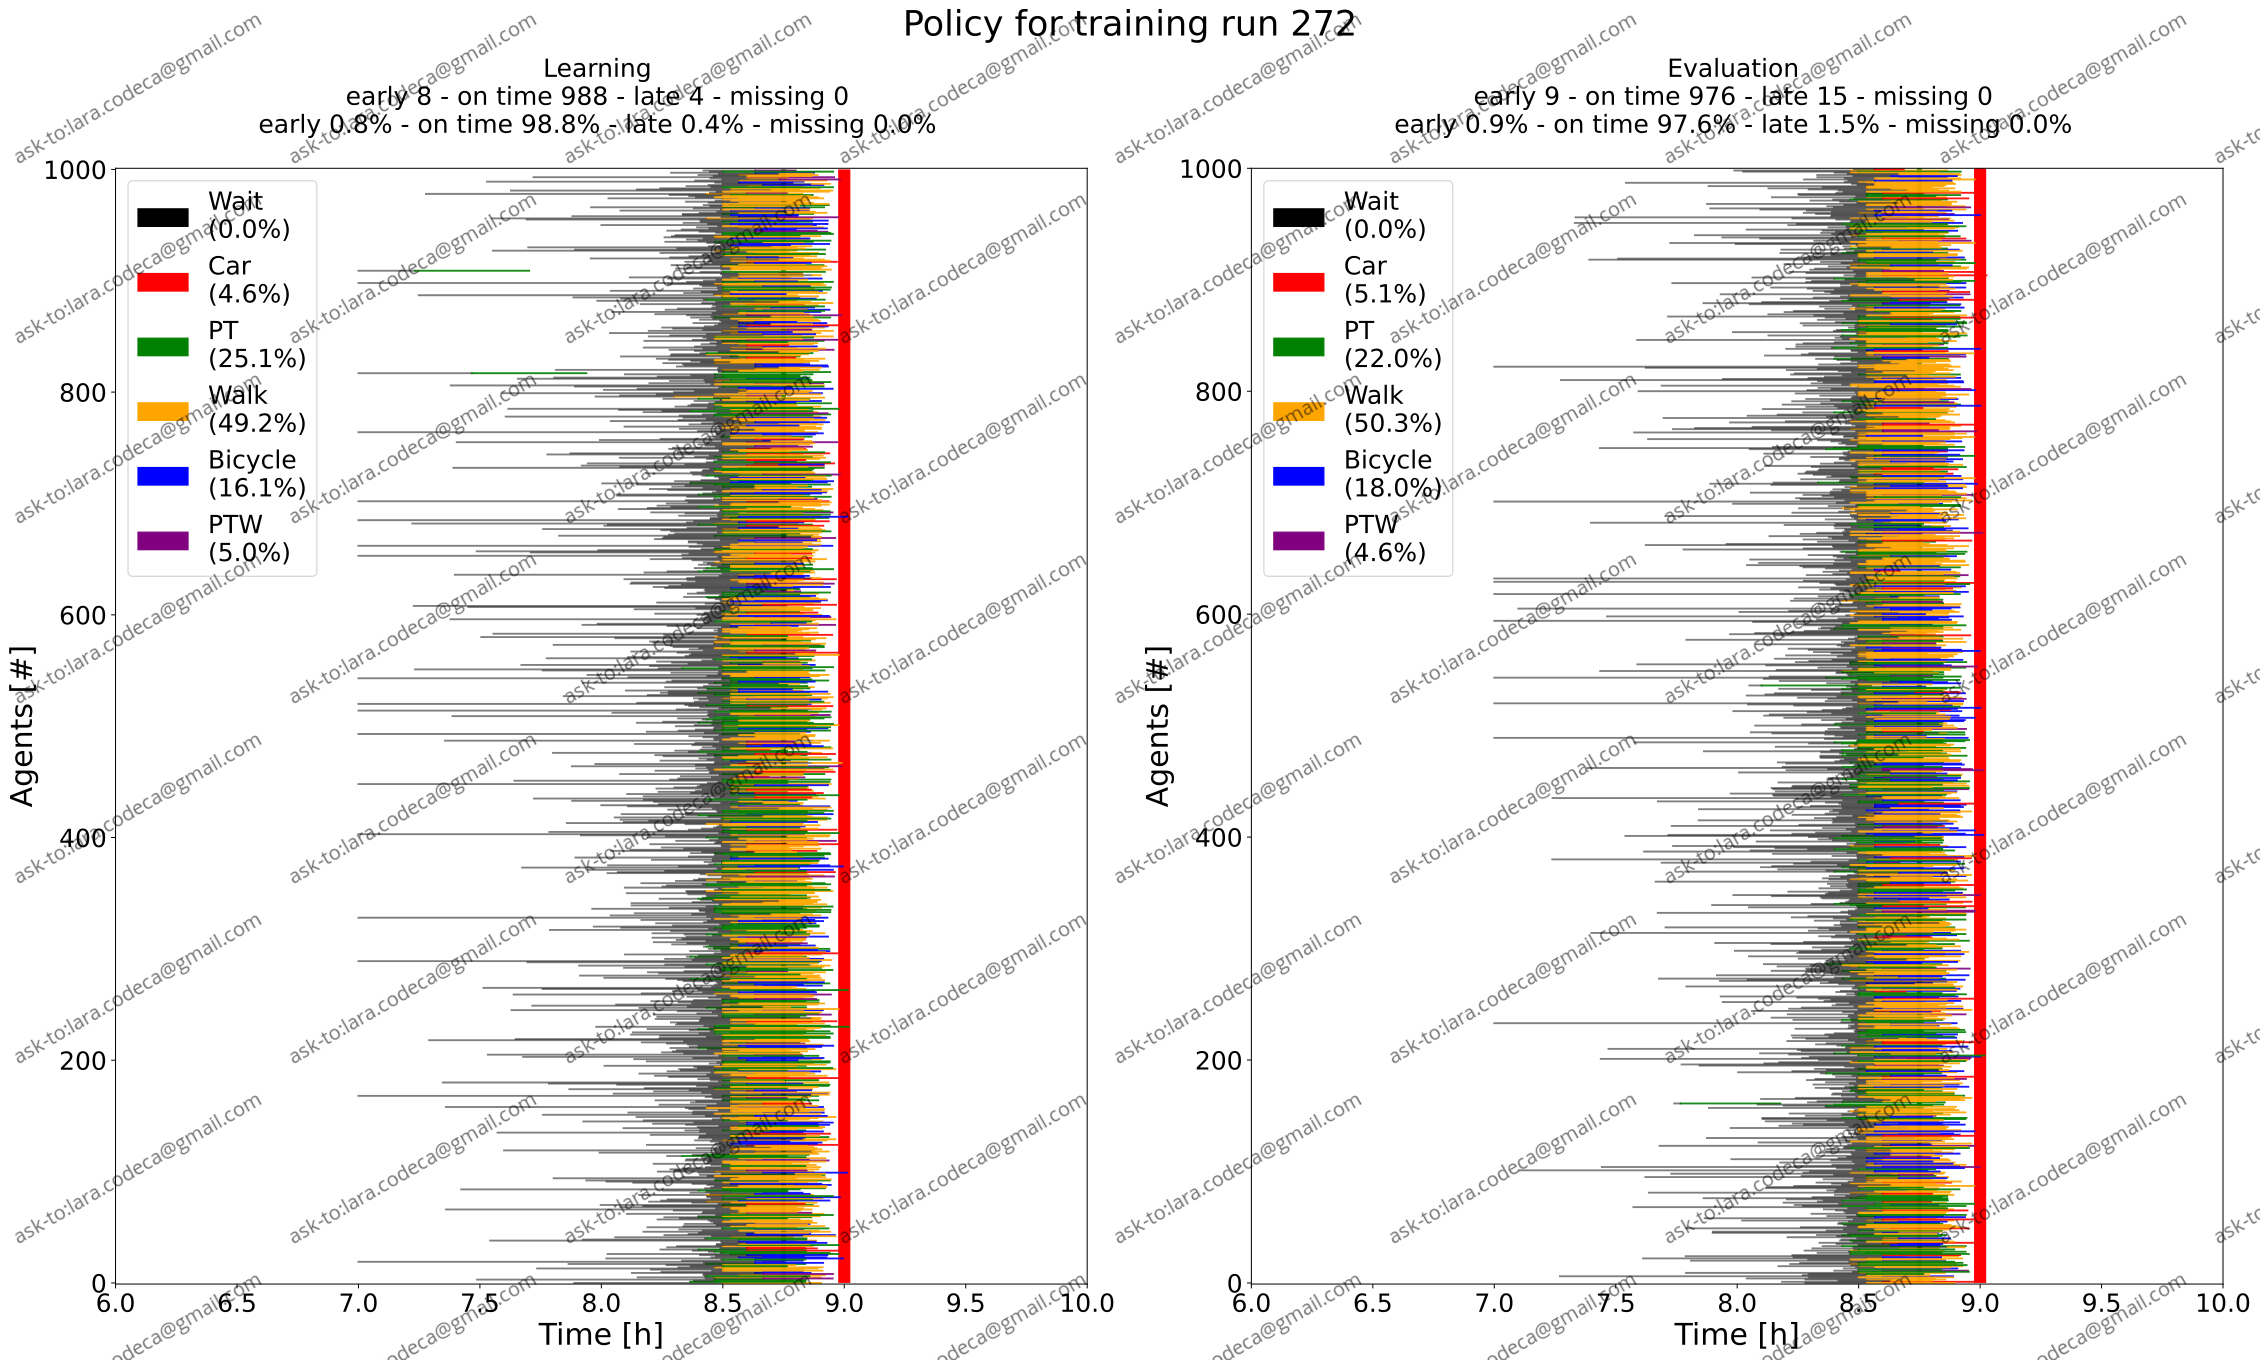 Policy for training run 272
Learning
early 8 - on time 988 - late 4 - missing 0
early 0.8% - on time 98.8% - late 0.4% - missing 0.0%
Wait
(0.0%)
Car
(4.6%)
PT
(25.1%)
Walk
(49.2%)
Bicycle
(16.1%)
PTW
(5.0%)
1000
800
600
400
200
0
Agents [#]
6.0 6.5 7.0 7.5 8.0 8.5 9.0 9.5 10.0
Time [h]
Evaluation
early 9 - on time 976 - late 15 - missing 0
early 0.9% - on time 97.6% - late 1.5% - missing 0.0%
Wait
(0.0%)
Car
(5.1%)
PT
(22.0%)
Walk
(50.3%)
Bicycle
(18.0%)
PTW
(4.6%)
1000
800
600
400
200
0
Agents [#]
6.0 6.5 7.0 7.5 8.0 8.5 9.0 9.5 10.0
Time [h]
ask-to:lara.codeca@gmail.com